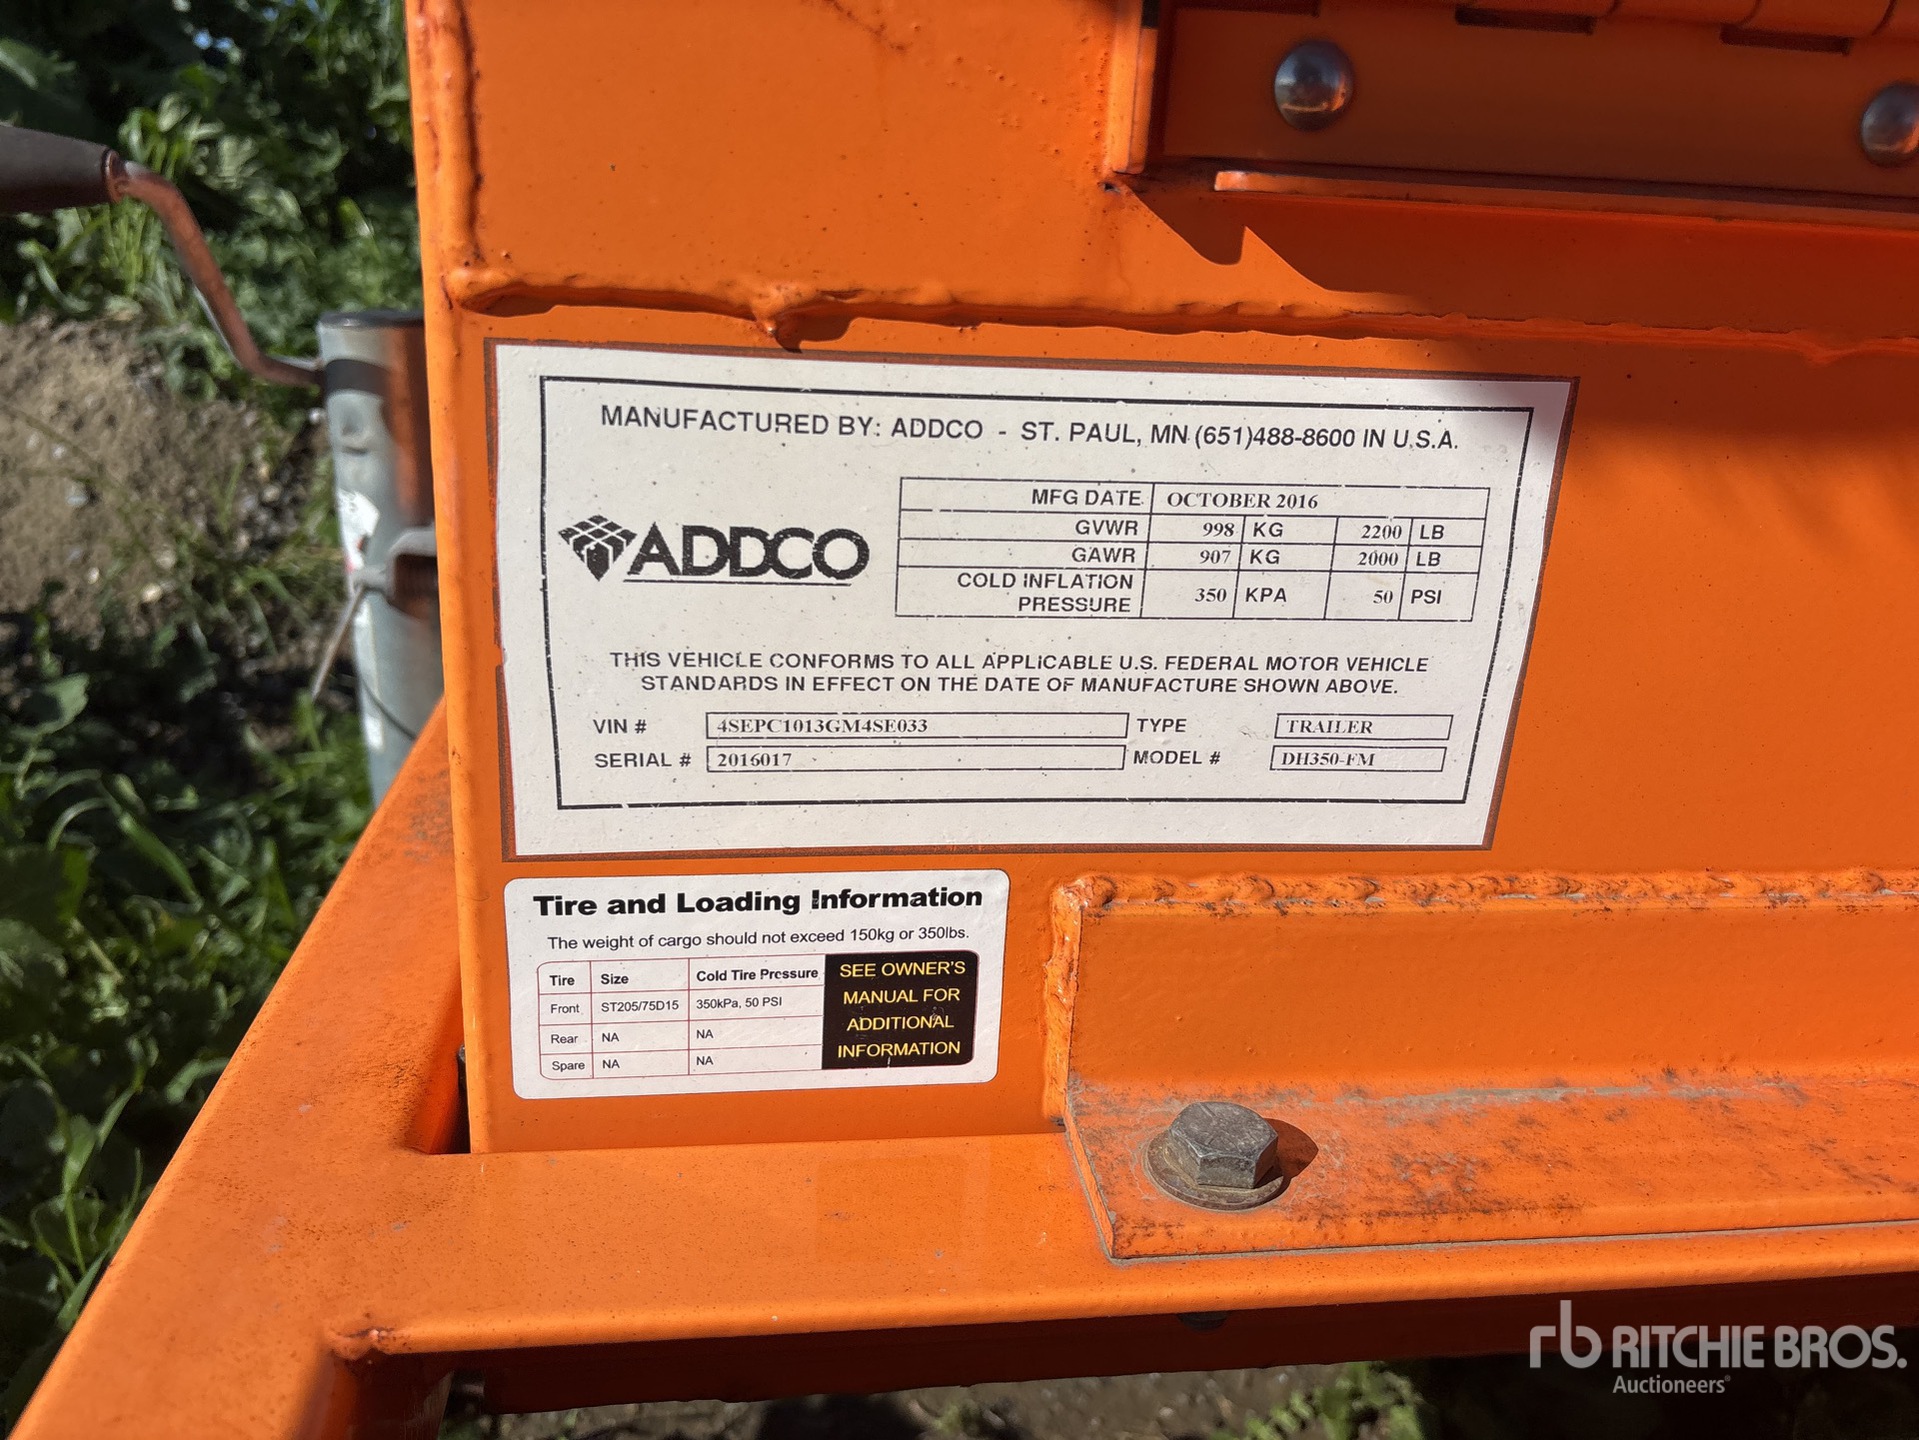 MANUFACTURED BY: ADDCO - ST. PAUL, MN (651)488-8600 IN U.S.A.
ADDCO
MFG DATE OCTOBER 2016
GVWR 998 KG 2200 LB
GAWR 907 KG 2000 LB
COLD INFLATION
PRESSURE 350 KPA 50 PSI
THIS VEHICLE CONFORMS TO ALL APPLICABLE U.S. FEDERAL MOTOR VEHICLE
STANDARDS IN EFFECT ON THE DATE OF MANUFACTURE SHOWN ABOVE.
VIN # 4SEPC1013GM4SE033 TYPE TRAILER
SERIAL # 2016017 MODEL # DH350-FM
Tire and Loading Information
The weight of cargo should not exceed 150kg or 350lbs.
Tire Size Cold Tire Pressure
Front ST205/75D15 350kPa, 50 PSI
Rear NA NA
Spare NA NA
SEE OWNER'S
MANUAL FOR
ADDITIONAL
INFORMATION
rb RITCHIE BROS.
Auctioneers®